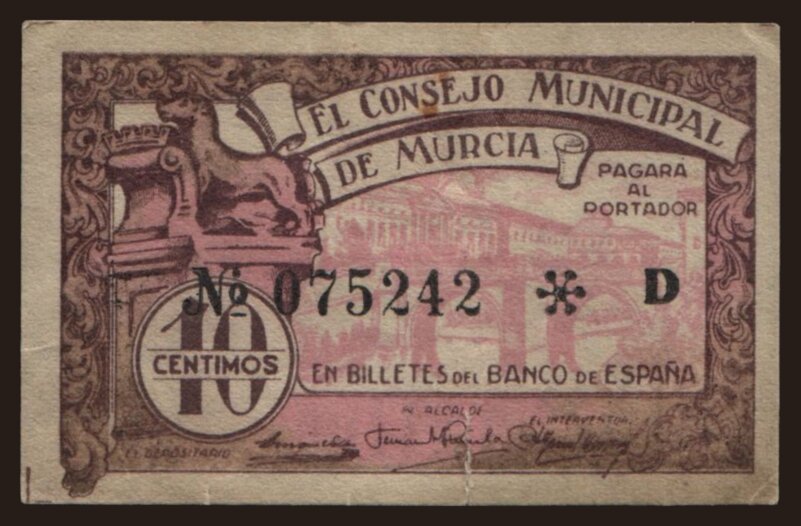 EL CONSEJO MUNICIPAL
DE MURCIA
PAGARÁ
AL
PORTADOR
Nº 075242 * D
10
CENTIMOS
EN BILLETES DEL BANCO DE ESPAÑA
EL ALCALDE
EL INTERVENTOR
EL DEPOSITARIO